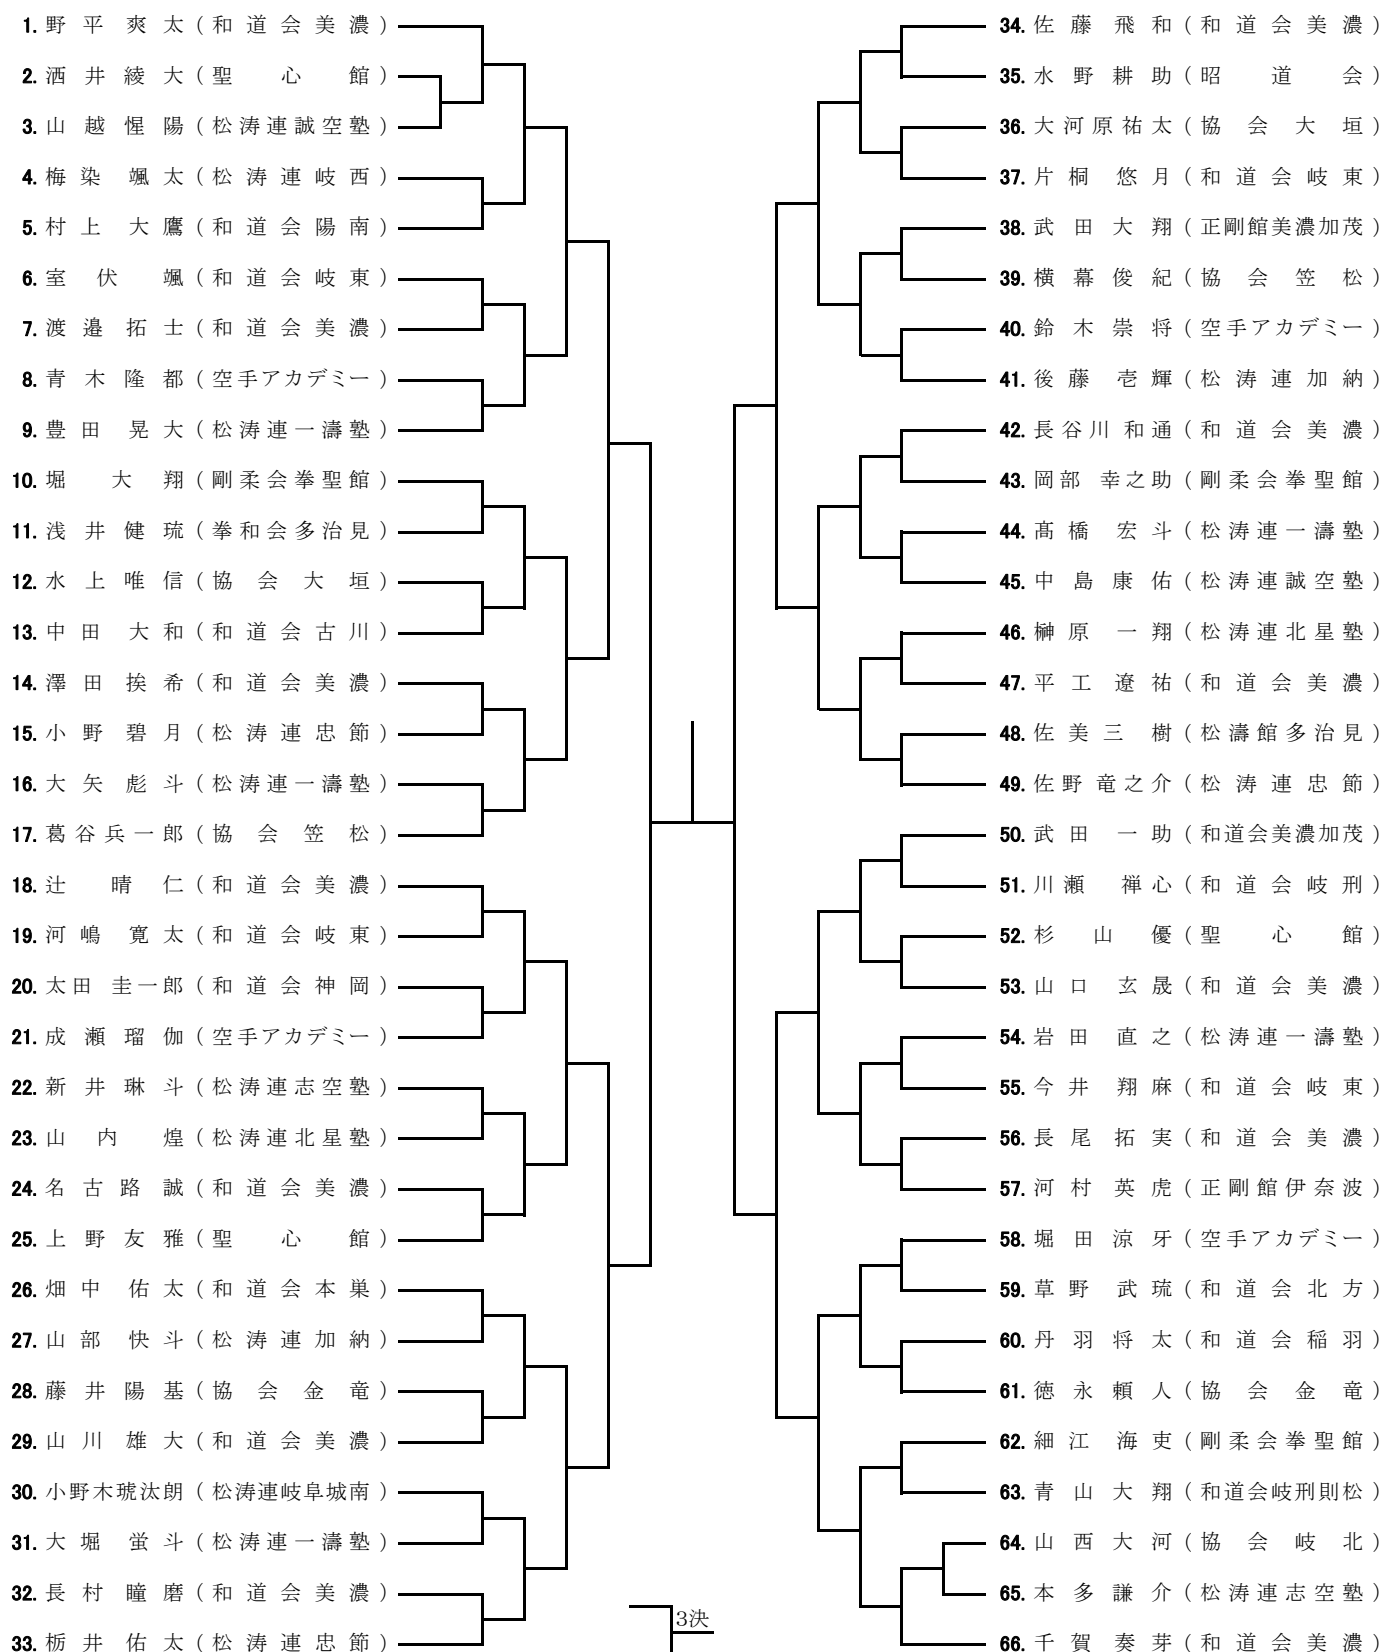 1. 野平 爽太 (和道会美濃)
2. 酒井綾大 (聖心館)
3. 山越惺陽 (松涛連誠空塾)
4. 梅染 颯太 (松涛連岐西)
5. 村上 大鷹 (和道会陽南)
6. 室伏 颯 (和道会岐東)
7. 渡邉拓士 (和道会美濃)
8. 青木隆都 (空手アカデミー)
9. 豊田 晃大 (松涛連一濤塾)
10. 堀 大翔 (剛柔会拳聖館)
11. 浅井健琉 (拳和会多治見)
12. 水上唯信 (協会大垣)
13. 中田 大和 (和道会古川)
14. 澤田挨希 (和道会美濃)
15. 小野碧月 (松涛連忠節)
16. 大矢彪斗 (松涛連一濤塾)
17. 葛谷兵一郎 (協会笠松)
18. 辻 晴仁 (和道会美濃)
19. 河嶋寛太 (和道会岐東)
20. 太田 圭一郎 (和道会神岡)
21. 成瀬瑠伽 (空手アカデミー)
22. 新井琳斗 (松涛連志空塾)
23. 山内 煌 (松涛連北星塾)
24. 名古路誠 (和道会美濃)
25. 上野友雅 (聖心館)
26. 畑中 佑太 (和道会本巣)
27. 山部 快斗 (松涛連加納)
28. 藤井陽基 (協会金竜)
29. 山川雄大 (和道会美濃)
30. 小野木琥汰朗 (松涛連岐阜城南)
31. 大堀 蛍斗 (松涛連一濤塾)
32. 長村瞳磨 (和道会美濃)
33. 栃井佑太 (松涛連忠節)
3決
34. 佐藤飛和 (和道会美濃)
35. 水野耕助 (昭道会)
36. 大河原祐太 (協会大垣)
37. 片桐 悠月 (和道会岐東)
38. 武田大翔 (正剛館美濃加茂)
39. 横幕俊紀 (協会笠松)
40. 鈴木崇将 (空手アカデミー)
41. 後藤壱輝 (松涛連加納)
42. 長谷川和通 (和道会美濃)
43. 岡部 幸之助 (剛柔会拳聖館)
44. 髙橋 宏斗 (松涛連一濤塾)
45. 中島康佑 (松涛連誠空塾)
46. 榊原 一翔 (松涛連北星塾)
47. 平工遼祐 (和道会美濃)
48. 佐美三樹 (松濤館多治見)
49. 佐野竜之介 (松涛連忠節)
50. 武田 一助 (和道会美濃加茂)
51. 川瀬 禅心 (和道会岐刑)
52. 杉山 優 (聖心館)
53. 山口 玄晟 (和道会美濃)
54. 岩田 直之 (松涛連一濤塾)
55. 今井 翔麻 (和道会岐東)
56. 長尾拓実 (和道会美濃)
57. 河村英虎 (正剛館伊奈波)
58. 堀田涼牙 (空手アカデミー)
59. 草野 武琉 (和道会北方)
60. 丹羽将太 (和道会稲羽)
61. 徳永頼人 (協会金竜)
62. 細江 海吏 (剛柔会拳聖館)
63. 青山大翔 (和道会岐刑則松)
64. 山西大河 (協会岐北)
65. 本多謙介 (松涛連志空塾)
66. 千賀奏芽 (和道会美濃)